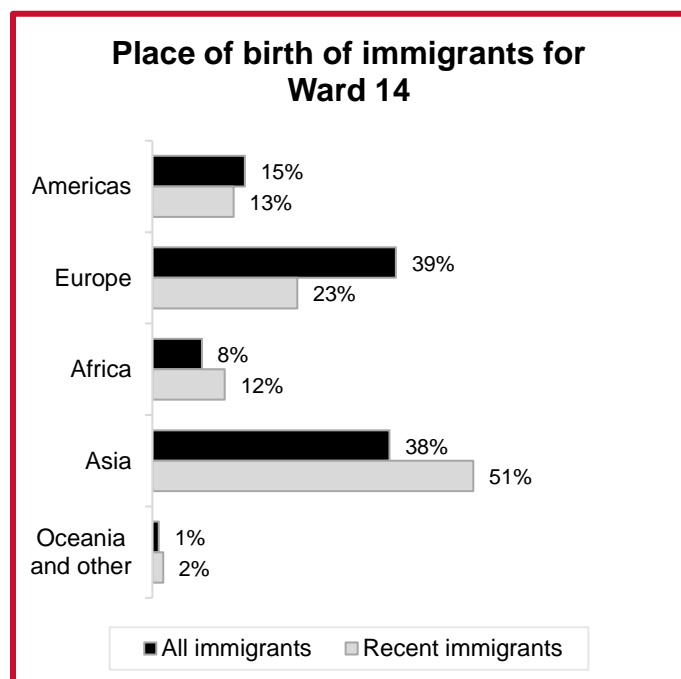 Place of birth of immigrants for
Ward 14
Americas
15%
13%
Europe
39%
23%
Africa
8%
12%
Asia
38%
51%
Oceania
and other
1%
2%
All immigrants
Recent immigrants